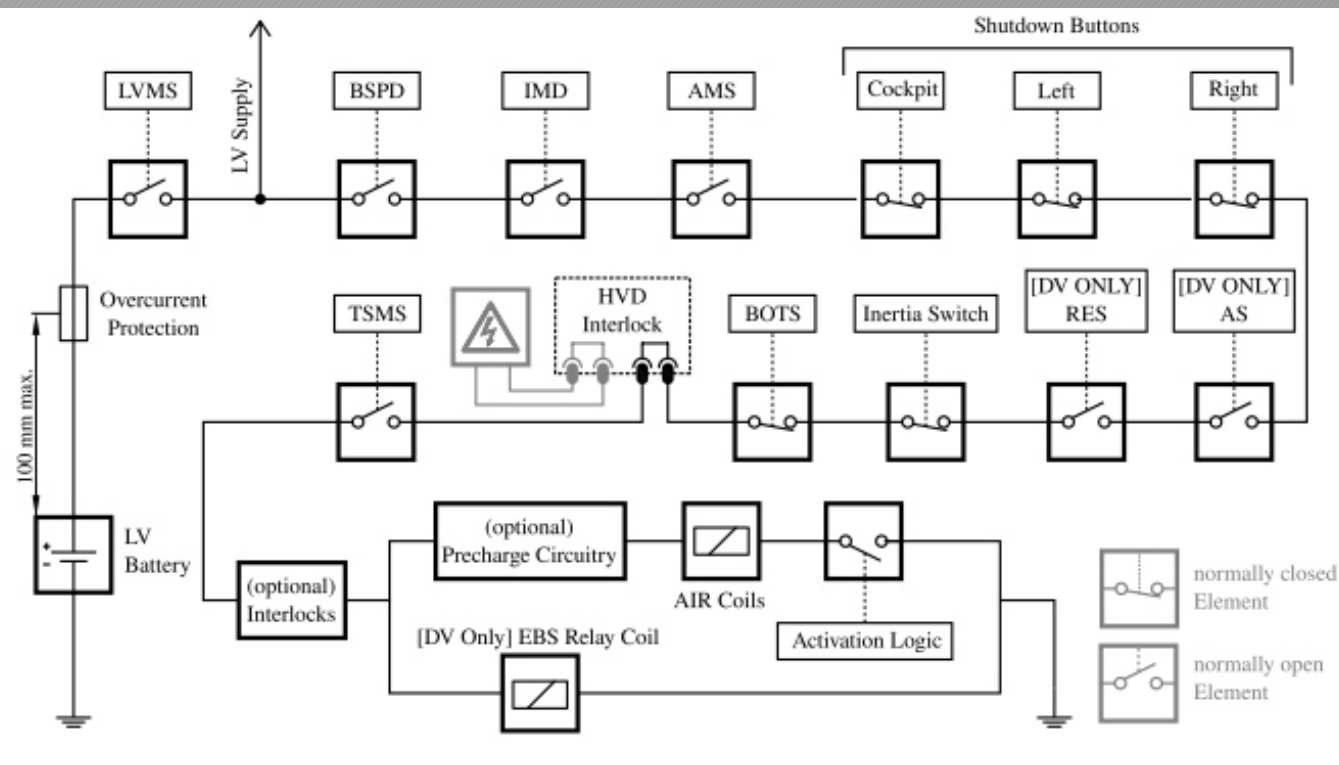 Shutdown Buttons
LVMS
LV Supply
BSPD
IMD
AMS
Cockpit
Left
Right
Overcurrent
Protection
TSMS
HVD
Interlock
BOTS
Inertia Switch
[DV ONLY]
RES
[DV ONLY]
AS
100 mm max.
+
-
LV
Battery
(optional)
Interlocks
(optional)
Precharge Circuitry
AIR Coils
Activation Logic
[DV Only] EBS Relay Coil
normally closed
Element
normally open
Element